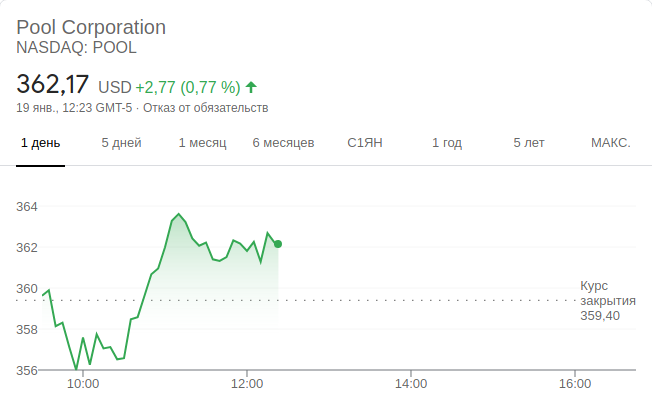 Pool Corporation
NASDAQ: POOL
362,17 USD +2,77 (0,77 %)
19 янв., 12:23 GMT-5 · Отказ от обязательств
1 день 5 дней 1 месяц 6 месяцев С1ЯН 1 год 5 лет МАКС.
364
362
360
358
356
Курс
закрытия
359,40
10:00 12:00 14:00 16:00